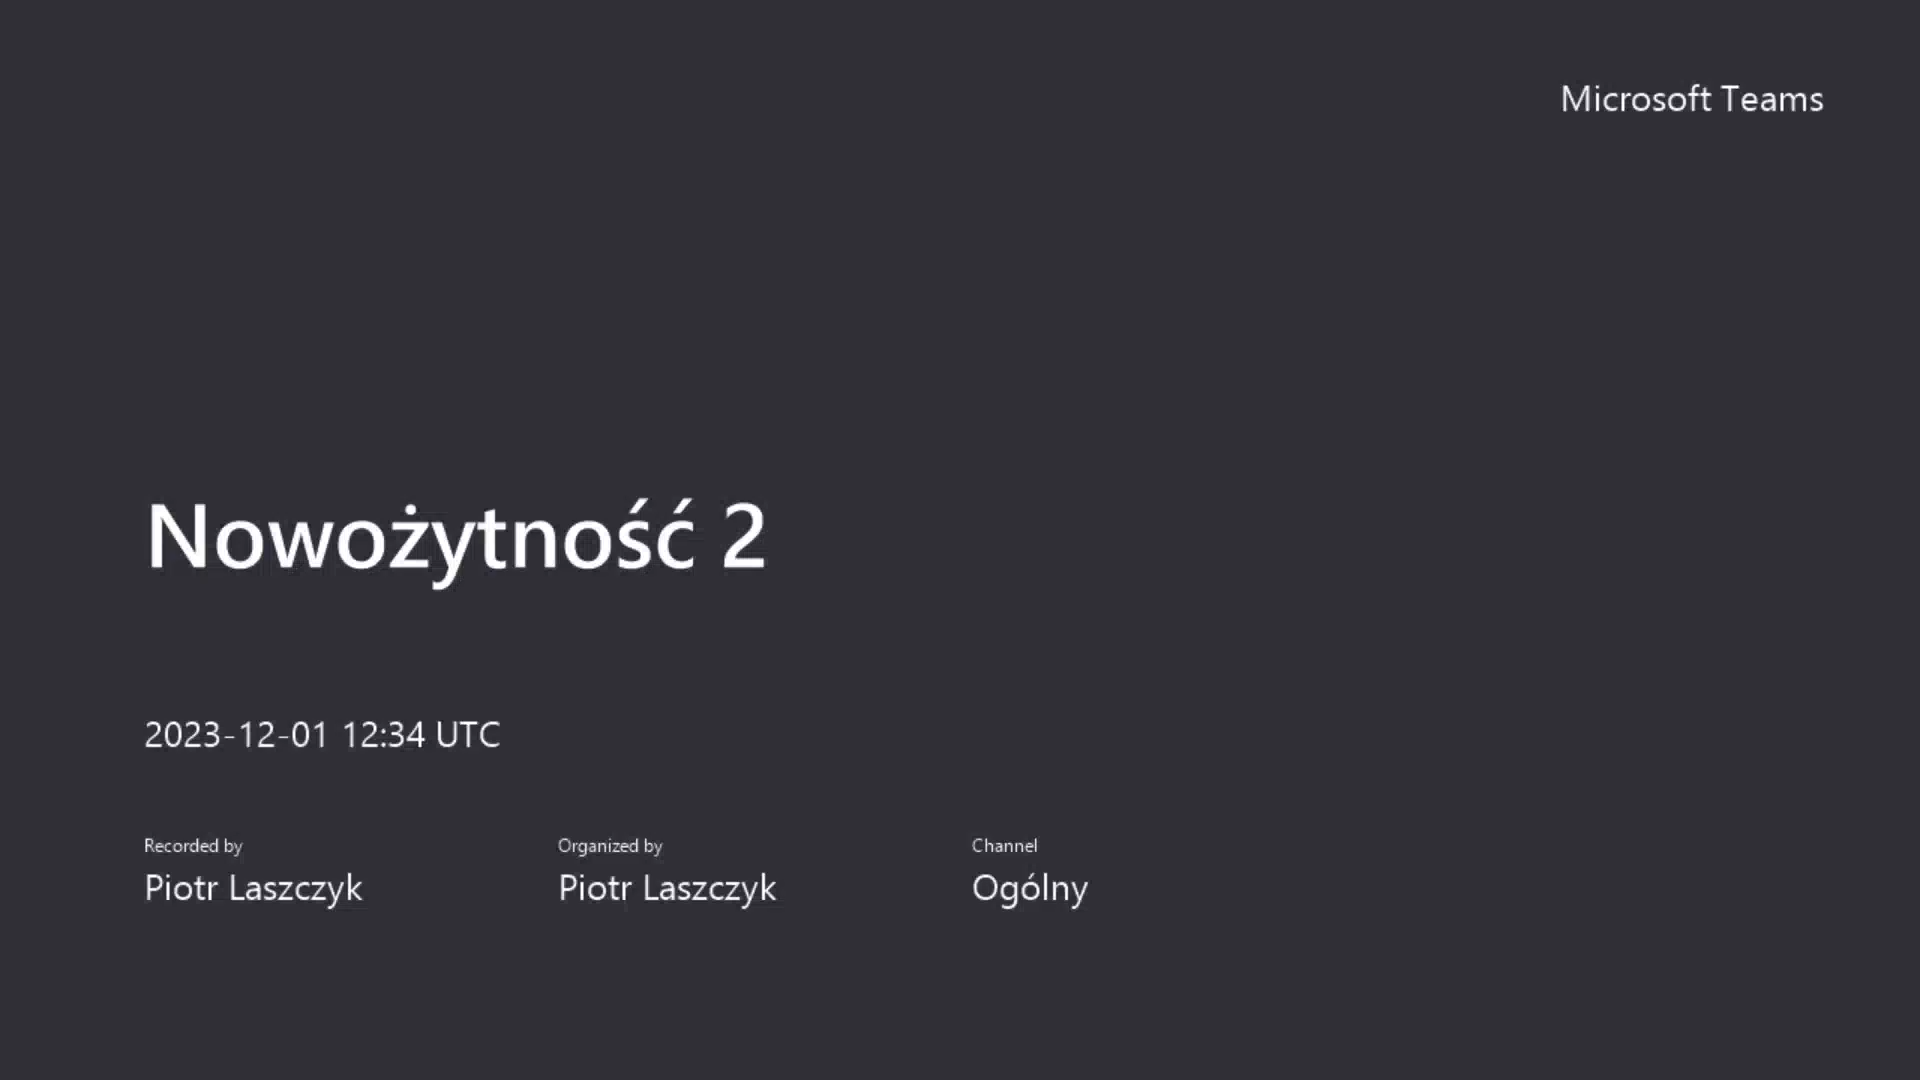 Microsoft Teams
Nowożytność 2
2023-12-01 12:34 UTC
Recorded by
Piotr Laszczyk
Organized by
Piotr Laszczyk
Channel
Ogólny